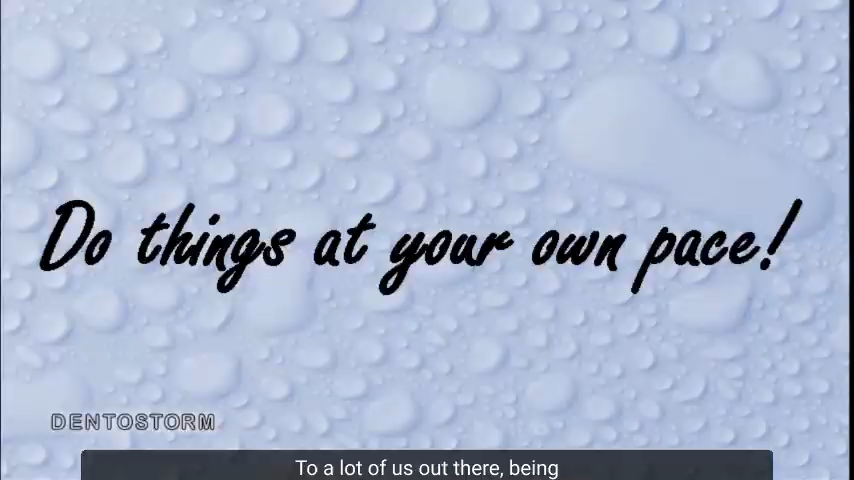 Do things at your own pace!
DENTOSTORM
To a lot of us out there, being